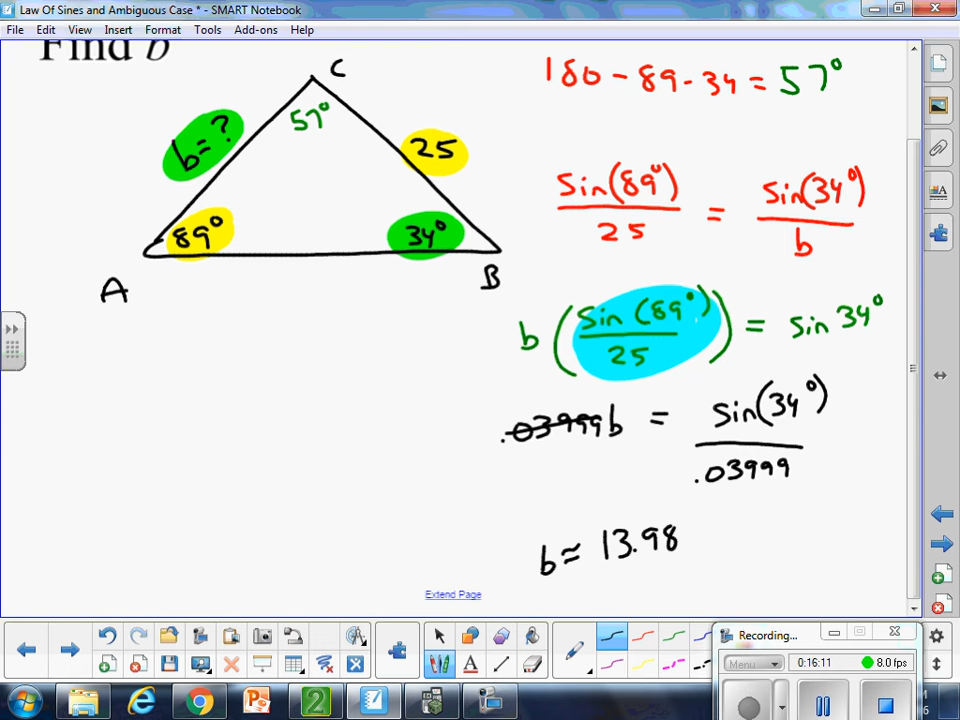 Law Of Sines and Ambiguous Case * - SMART Notebook
File Edit View Insert Format Tools Add-ons Help
Find b
C
57°
b=?
25
89°
34°
A
B
180-89-34=57°
Sin(89°) = Sin(34°)
25 b
b (Sin(89°)) = Sin 34°
25
.03999b = Sin(34°)
.03999
b≈ 13.98
Extend Page
Recording...
Menu
0:16:11
8.0 fps